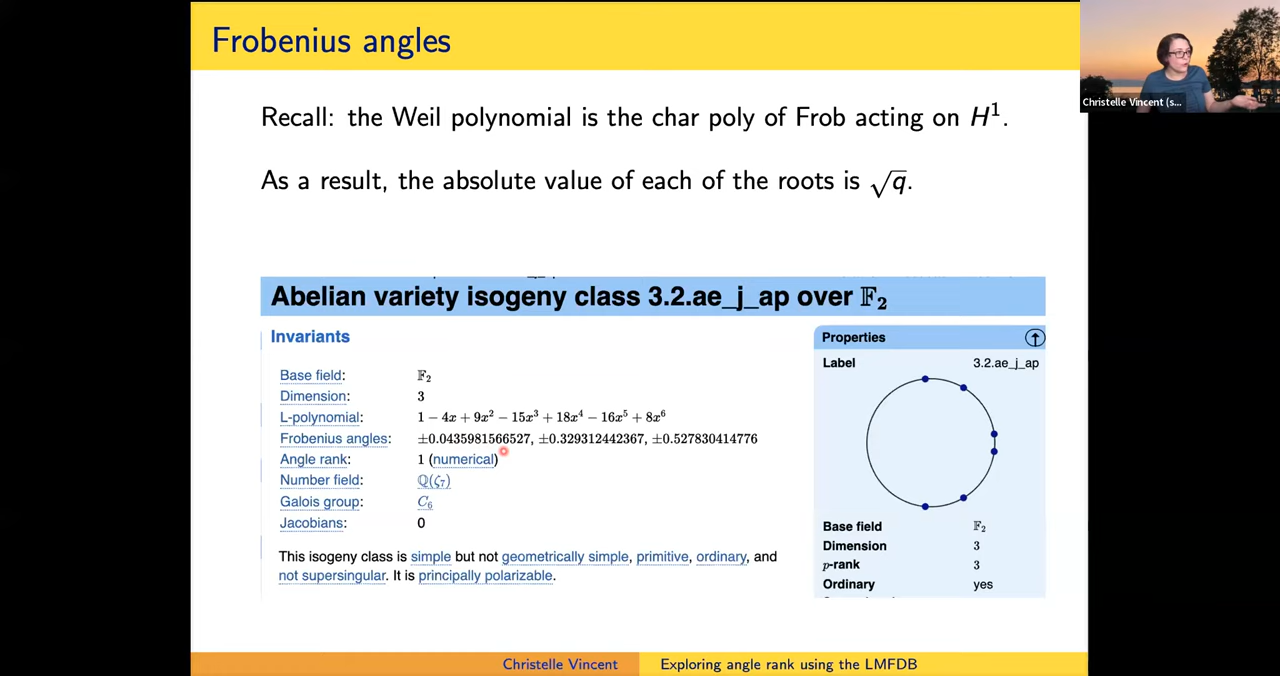 Frobenius angles
Christelle Vincent (s...
Recall: the Weil polynomial is the char poly of Frob acting on H¹.
As a result, the absolute value of each of the roots is √q.
Abelian variety isogeny class 3.2.ae_j_ap over 𝔽₂
Invariants
Base field: 𝔽₂
Dimension: 3
L-polynomial: 1 − 4x + 9x² − 15x³ + 18x⁴ − 16x⁵ + 8x⁶
Frobenius angles: ±0.0435981566527, ±0.329312442367, ±0.527830414776
Angle rank: 1 (numerical)
Number field: ℚ(ζ₇)
Galois group: C₆
Jacobians: 0
This isogeny class is simple but not geometrically simple, primitive, ordinary, and
not supersingular. It is principally polarizable.
Properties
Label 3.2.ae_j_ap
Base field 𝔽₂
Dimension 3
p-rank 3
Ordinary yes
Christelle Vincent
Exploring angle rank using the LMFDB